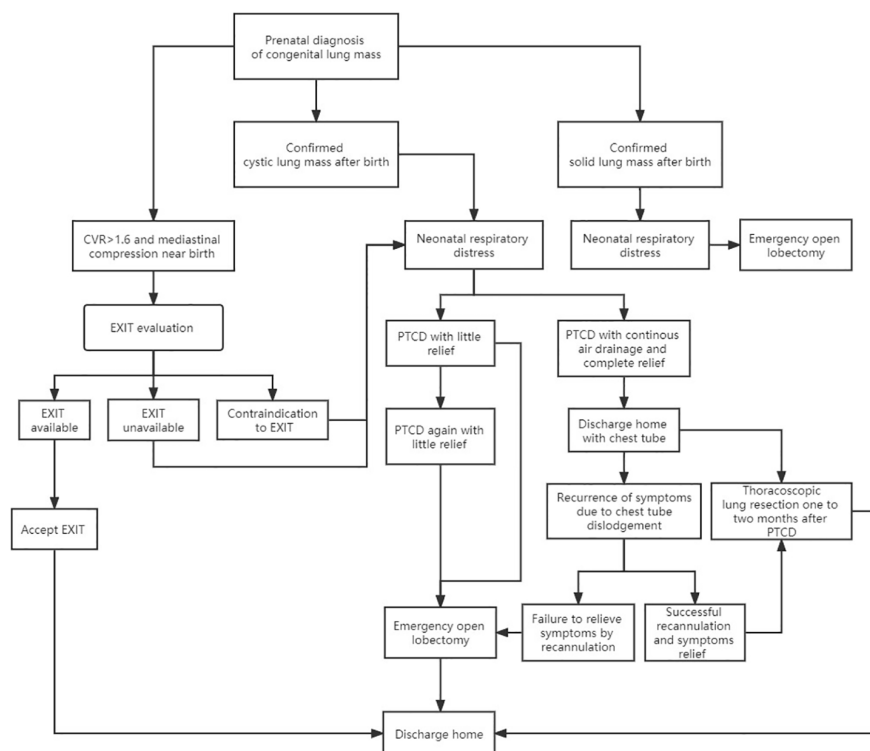 Prenatal diagnosis
of congenital lung mass
Confirmed
cystic lung mass after birth
Confirmed
solid lung mass after birth
CVR>1.6 and mediastinal
compression near birth
Neonatal respiratory
distress
Neonatal respiratory
distress
Emergency open
lobectomy
EXIT evaluation
PTCD with little
relief
PTCD with continous
air drainage and
complete relief
EXIT
available
EXIT
unavailable
Contraindication
to EXIT
PTCD again with
little relief
Discharge home
with chest tube
Accept EXIT
Recurrence of symptoms
due to chest tube
dislodgement
Thoracoscopic
lung resection one to
two months after
PTCD
Emergency open
lobectomy
Failure to relieve
symptoms by
recannulation
Successful
recannulation
and symptoms
relief
Discharge home